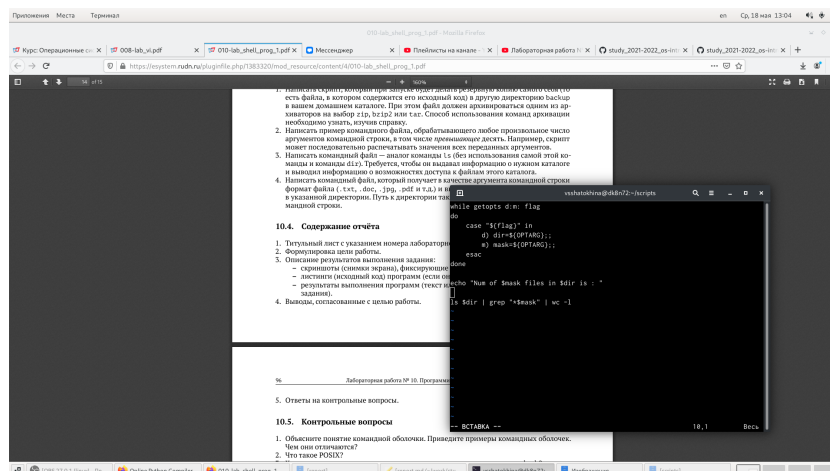 Приложения Места Терминал
en Ср, 18 мая 13:04
010-lab_shell_prog_1.pdf - Mozilla Firefox
Курс: Операционные си
008-lab_vi.pdf
010-lab_shell_prog_1.pdf
Мессенджер
Плейлисты на канале -
Лабораторная работа
study_2021-2022_os-int
study_2021-2022_os-int
https://esystem.rudn.ru/pluginfile.php/1383320/mod_resource/content/4/010-lab_shell_prog_1.pdf
14 of 15
160%
1. Написать скрипт, который при запуске будет делать резервную копию самого себя (то
есть файла, в котором содержится его исходный код) в другую директорию backup
в вашем домашнем каталоге. При этом файл должен архивироваться одним из ар-
хиваторов на выбор zip, bzip2 или tar. Способ использования команд архивации
необходимо узнать, изучив справку.
2. Написать пример командного файла, обрабатывающего любое произвольное число
аргументов командной строки, в том числе превышающее десять. Например, скрипт
может последовательно распечатывать значения всех переданных аргументов.
3. Написать командный файл — аналог команды ls (без использования самой этой ко-
манды и команды dir). Требуется, чтобы он выдавал информацию о нужном каталоге
и выводил информацию о возможностях доступа к файлам этого каталога.
4. Написать командный файл, который получает в качестве аргумента командной строки
формат файла (.txt, .doc, .jpg, .pdf и т.д.) и в
в указанной директории. Путь к директории так
мандной строки.
10.4. Содержание отчёта
1. Титульный лист с указанием номера лабораторн
2. Формулировка цели работы.
3. Описание результатов выполнения задания:
– скриншоты (снимки экрана), фиксирующие
– листинги (исходный код) программ (если он
– результаты выполнения программ (текст и
задания).
4. Выводы, согласованные с целью работы.
96 Лабораторная работа № 10. Программ
5. Ответы на контрольные вопросы.
10.5. Контрольные вопросы
1. Объясните понятие командной оболочки. Приведите примеры командных оболочек.
Чем они отличаются?
2. Что такое POSIX?
vsshatokhina@dk8n72:~/scripts
while getopts d:m: flag
do
case "${flag}" in
d) dir=${OPTARG};;
m) mask=${OPTARG};;
esac
done
echo "Num of $mask files in $dir is : "
ls $dir | grep "*$mask" | wc -l
~
~
~
~
~
~
~
~
~
-- ВСТАВКА -- 10,1 Весь
Online Python Compiler
010-lab_shell_prog_1
vsshatokhina@dk8n72: